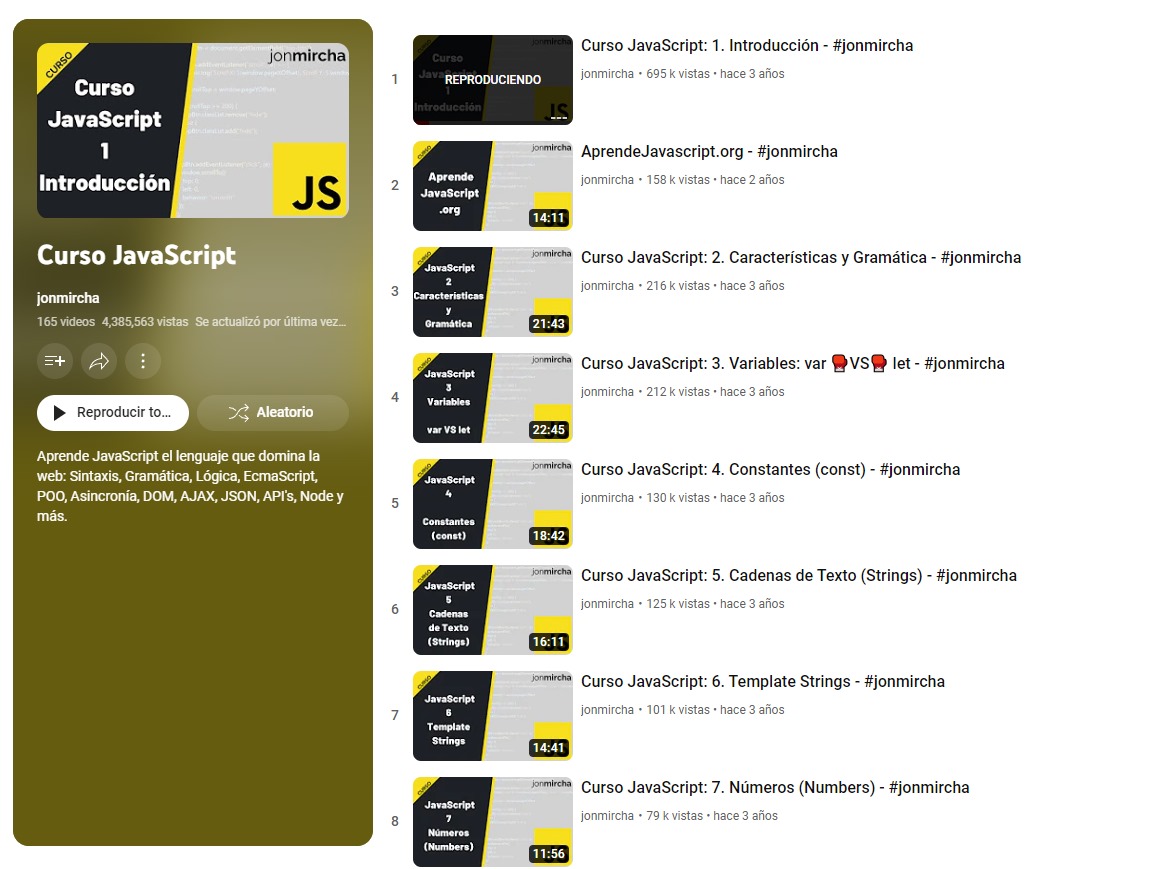 CURSO
jonmircha
Curso
JavaScript
1
Introducción
JS
Curso JavaScript
jonmircha
165 videos 4,385,563 vistas Se actualizó por última vez...
Reproducir to...
Aleatorio
Aprende JavaScript el lenguaje que domina la
web: Sintaxis, Gramática, Lógica, EcmaScript,
POO, Asincronía, DOM, AJAX, JSON, API's, Node y
más.
1
jonmircha
Curso
1
Introducción
REPRODUCIENDO
JS
Curso JavaScript: 1. Introducción - #jonmircha
jonmircha • 695 k vistas • hace 3 años
2
CURSO
jonmircha
Aprende
JavaScript
.org
14:11
AprendeJavascript.org - #jonmircha
jonmircha • 158 k vistas • hace 2 años
3
CURSO
jonmircha
JavaScript
2
Características
y
Gramática
21:43
Curso JavaScript: 2. Características y Gramática - #jonmircha
jonmircha • 216 k vistas • hace 3 años
4
CURSO
jonmircha
JavaScript
3
Variables
var VS let
22:45
Curso JavaScript: 3. Variables: var 🥊VS🥊 let - #jonmircha
jonmircha • 212 k vistas • hace 3 años
5
CURSO
jonmircha
JavaScript
4
Constantes
(const)
18:42
Curso JavaScript: 4. Constantes (const) - #jonmircha
jonmircha • 130 k vistas • hace 3 años
6
CURSO
jonmircha
JavaScript
5
Cadenas
de Texto
(Strings)
16:11
Curso JavaScript: 5. Cadenas de Texto (Strings) - #jonmircha
jonmircha • 125 k vistas • hace 3 años
7
CURSO
jonmircha
JavaScript
6
Template
Strings
14:41
Curso JavaScript: 6. Template Strings - #jonmircha
jonmircha • 101 k vistas • hace 3 años
8
CURSO
jonmircha
JavaScript
7
Números
(Numbers)
11:56
Curso JavaScript: 7. Números (Numbers) - #jonmircha
jonmircha • 79 k vistas • hace 3 años